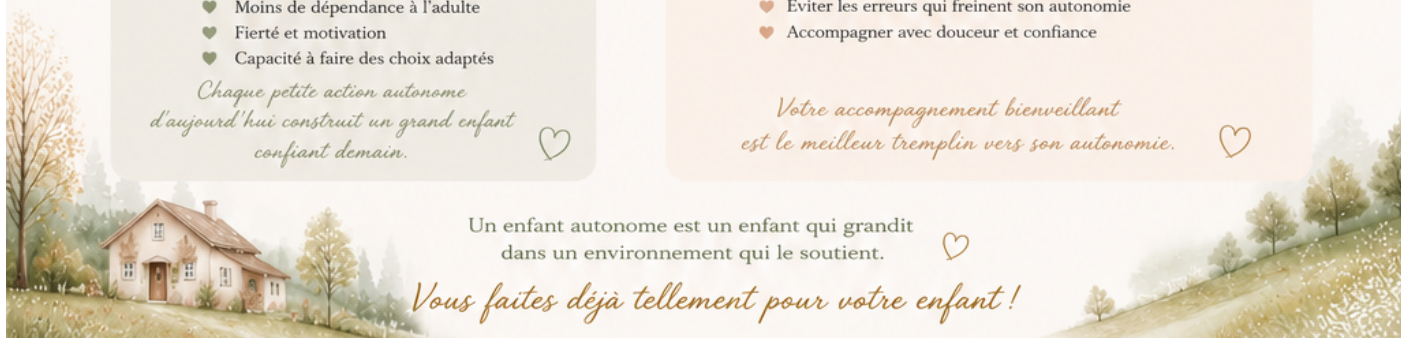 Moins de dépendance à l'adulte
Fierté et motivation
Capacité à faire des choix adaptés
Chaque petite action autonome
d'aujourd'hui construit un grand enfant
confiant demain.
Éviter les erreurs qui freinent son autonomie
Accompagner avec douceur et confiance
Votre accompagnement bienveillant
est le meilleur tremplin vers son autonomie.
Un enfant autonome est un enfant qui grandit
dans un environnement qui le soutient.
Vous faites déjà tellement pour votre enfant !